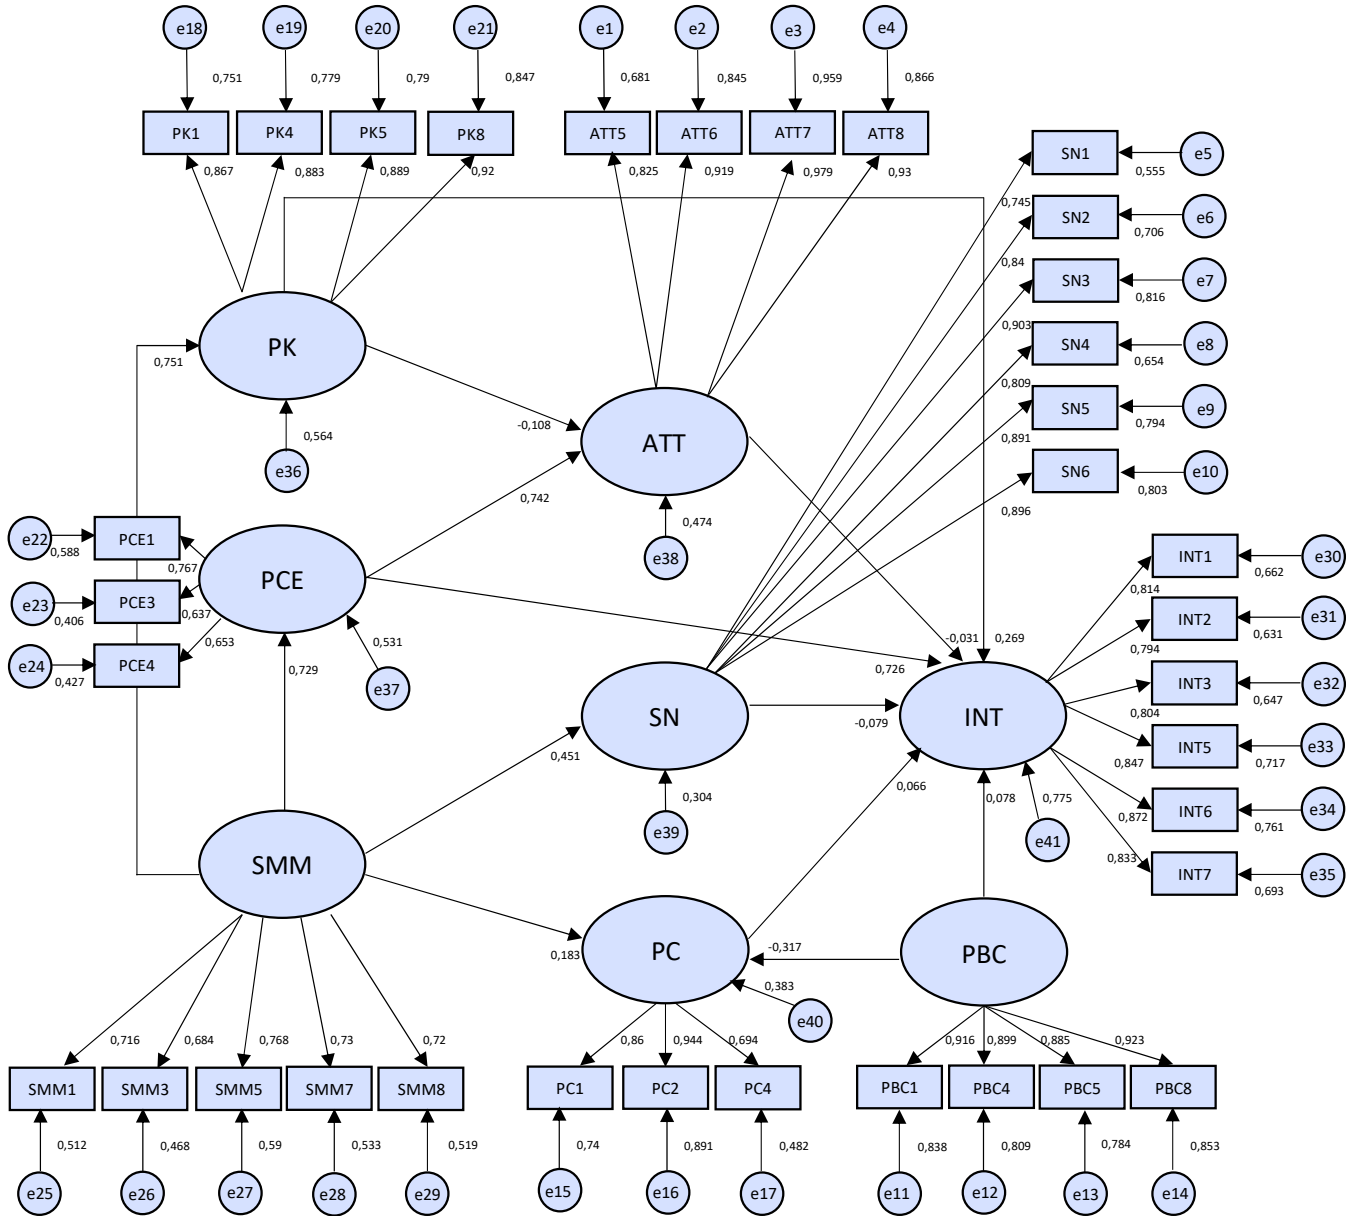 e18 e19 e20 e21 e1 e2 e3 e4
0,751 0,779 0,79 0,847 0,681 0,845 0,959 0,866
PK1 PK4 PK5 PK8 ATT5 ATT6 ATT7 ATT8
0,867 0,883 0,889 0,92 0,825 0,919 0,979 0,93
SN1 0,555 e5
0,745
SN2 0,706 e6
0,84
SN3 0,816 e7
0,903
SN4 0,654 e8
0,809
SN5 0,794 e9
0,891
SN6 0,803 e10
0,896
PK
0,751
-0,108
0,564
e36
ATT
0,742
0,474
e38
e22 0,588 PCE1 0,767
e23 0,406 PCE3 0,637
e24 0,427 PCE4 0,653
PCE
0,531
e37
0,729
-0,031 0,269
0,726
INT1 0,662 e30
0,814
INT2 0,631 e31
0,794
INT3 0,647 e32
0,804
INT5 0,717 e33
0,847
INT6 0,761 e34
0,872
INT7 0,693 e35
0,833
SN
-0,079
INT
0,451
0,304
e39
0,066 0,078 0,775
e41
SMM
0,183
PC
-0,317
PBC
0,383
e40
0,716 0,684 0,768 0,73 0,72
0,86 0,944 0,694
0,916 0,899 0,885 0,923
SMM1 SMM3 SMM5 SMM7 SMM8 PC1 PC2 PC4 PBC1 PBC4 PBC5 PBC8
0,512 0,468 0,59 0,533 0,519 0,74 0,891 0,482 0,838 0,809 0,784 0,853
e25 e26 e27 e28 e29 e15 e16 e17 e11 e12 e13 e14